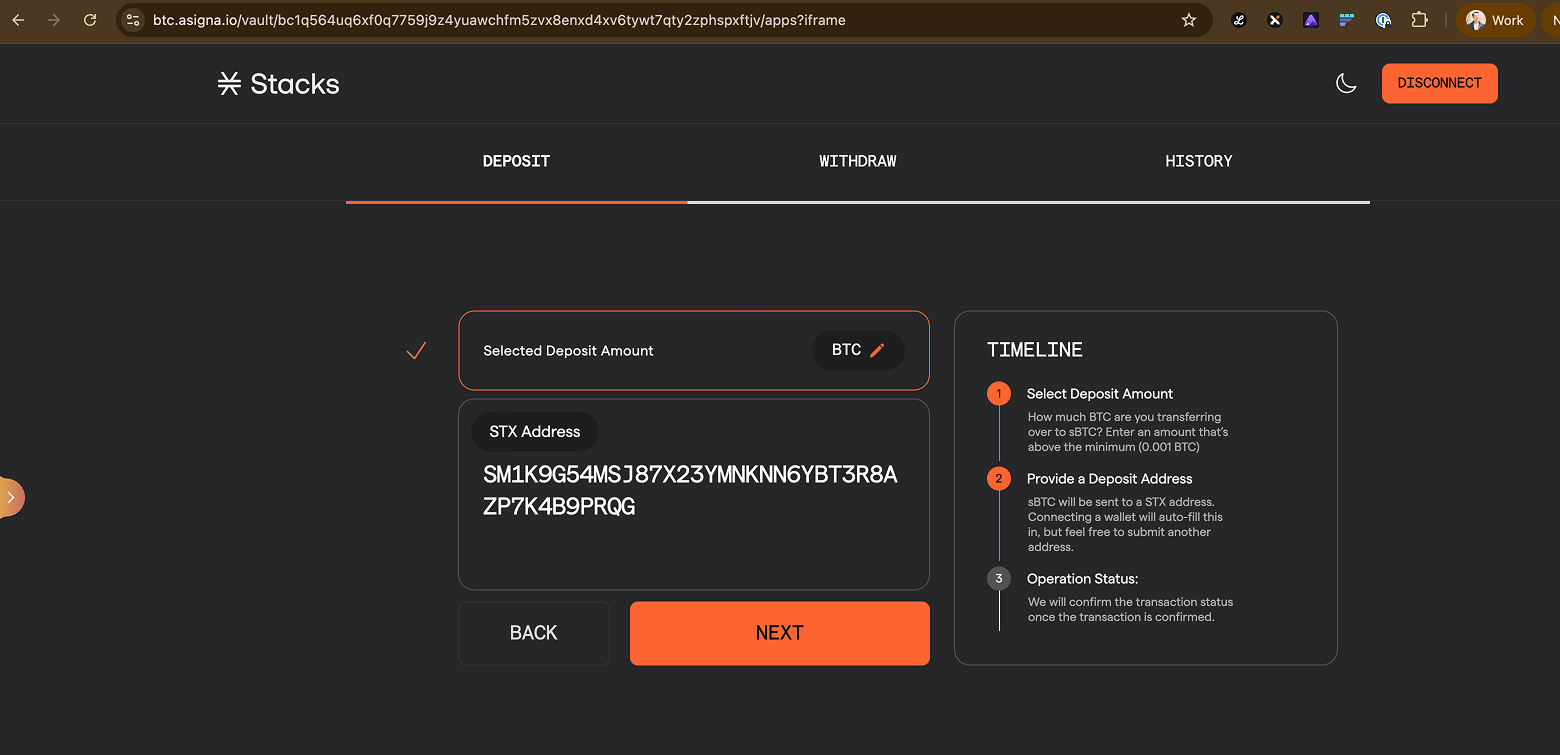 btc.asigna.io/vault/bc1q564uq6xf0q7759j9z4yuawchfm5zvx8enxd4xv6tywt7qty2zphspxftjv/apps?iframe
Work
N
Stacks
DISCONNECT
DEPOSIT
WITHDRAW
HISTORY
Selected Deposit Amount
BTC
STX Address
SM1K9G54MSJ87X23YMNKNN6YBT3R8A
ZP7K4B9PRQG
BACK
NEXT
TIMELINE
1
Select Deposit Amount
How much BTC are you transferring
over to sBTC? Enter an amount that's
above the minimum (0.001 BTC)
2
Provide a Deposit Address
sBTC will be sent to a STX address.
Connecting a wallet will auto-fill this
in, but feel free to submit another
address.
3
Operation Status:
We will confirm the transaction status
once the transaction is confirmed.